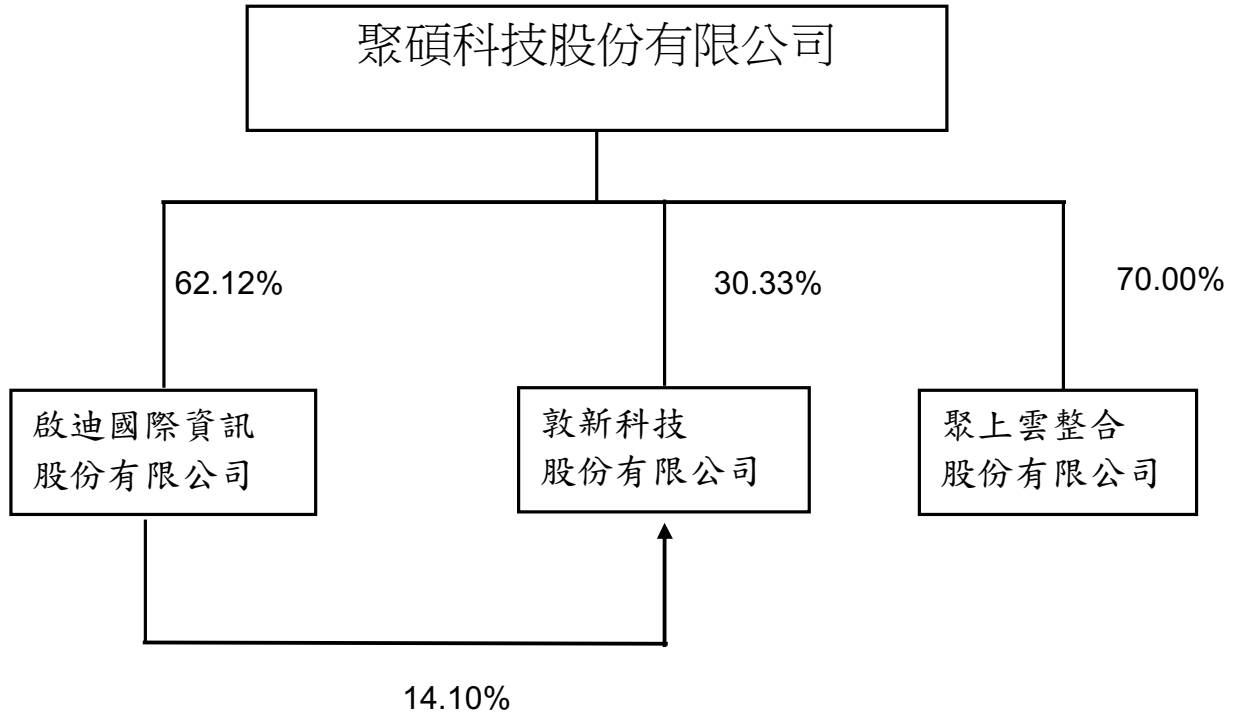 聚碩科技股份有限公司
62.12%
30.33%
70.00%
啟迪國際資訊
股份有限公司
敦新科技
股份有限公司
聚上雲整合
股份有限公司
14.10%